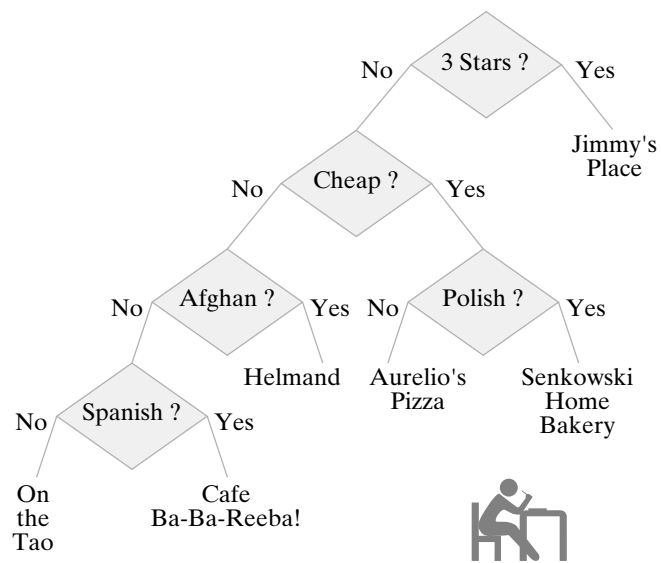 3 Stars ?
No
Yes
Jimmy's
Place
Cheap ?
No
Yes
Afghan ?
No
Yes
Polish ?
No
Yes
Helmand
Aurelio's
Pizza
Senkowski
Home
Bakery
Spanish ?
No
Yes
On
the
Tao
Cafe
Ba-Ba-Reeba!